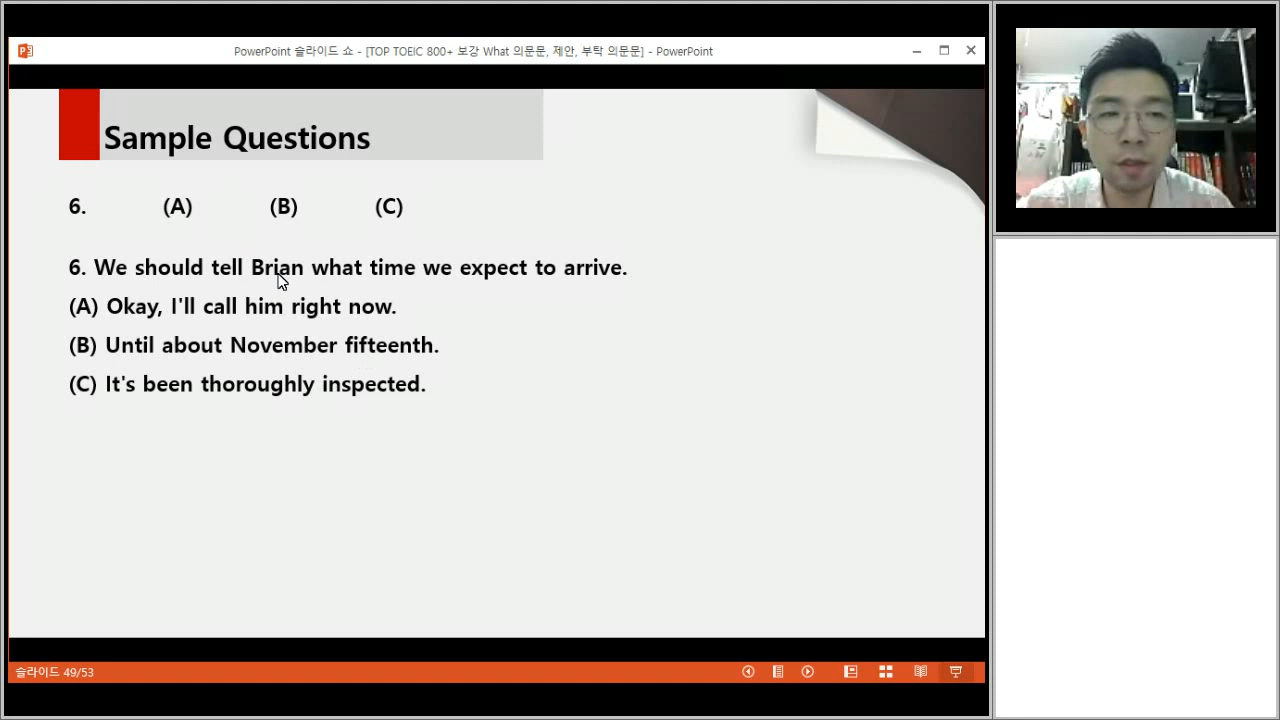 PowerPoint 슬라이드 쇼 - [TOP TOEIC 800+ 보강 What 의문문, 제안, 부탁 의문문] - PowerPoint
Sample Questions
6. (A) (B) (C)
6. We should tell Brian what time we expect to arrive.
(A) Okay, I'll call him right now.
(B) Until about November fifteenth.
(C) It's been thoroughly inspected.
슬라이드 49/53